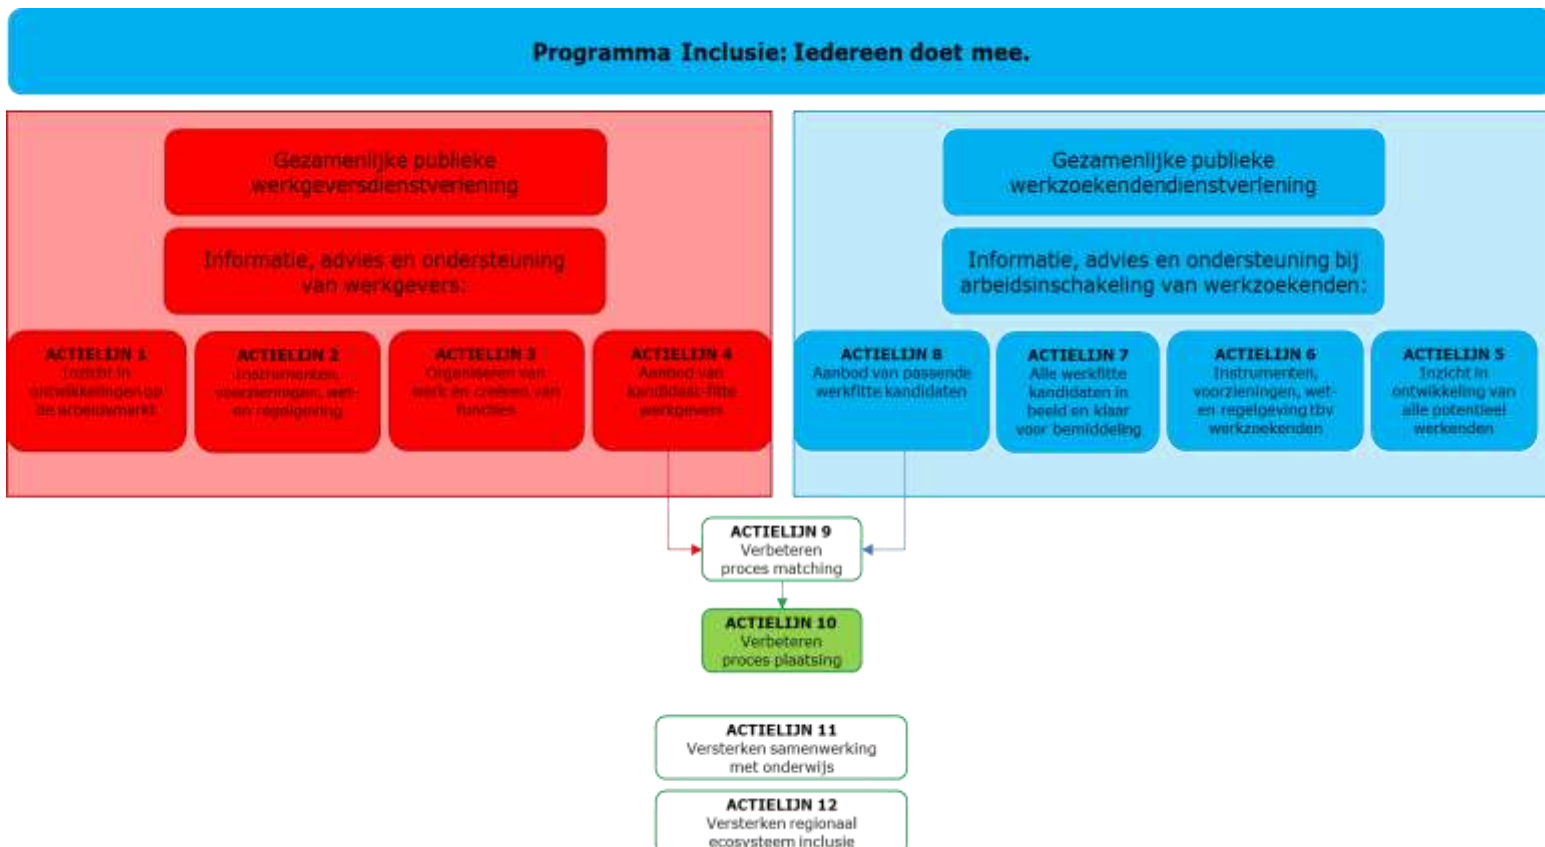 Programma Inclusie: Iedereen doet mee.
Gezamenlijke publieke
werkgeversdienstverlening
Informatie, advies en ondersteuning
van werkgevers:
ACTIELIJN 1
Inzicht in
ontwikkelingen op
de arbeidsmarkt
ACTIELIJN 2
Instrumenten,
voorzieningen, wet-
en regelgeving
ACTIELIJN 3
Organiseren van
werk en creëren van
functies
ACTIELIJN 4
Aanbod van
kandidaat-fitte
werkgevers
Gezamenlijke publieke
werkzoekendendienstverlening
Informatie, advies en ondersteuning bij
arbeidsinschakeling van werkzoekenden:
ACTIELIJN 8
Aanbod van passende
werkfitte kandidaten
ACTIELIJN 7
Alle werkfitte
kandidaten in
beeld en klaar
voor bemiddeling
ACTIELIJN 6
Instrumenten,
voorzieningen, wet-
en regelgeving tbv
werkzoekenden
ACTIELIJN 5
Inzicht in
ontwikkeling van
alle potentieel
werkenden
ACTIELIJN 9
Verbeteren
proces matching
ACTIELIJN 10
Verbeteren
proces plaatsing
ACTIELIJN 11
Versterken samenwerking
met onderwijs
ACTIELIJN 12
Versterken regionaal
ecosysteem inclusie